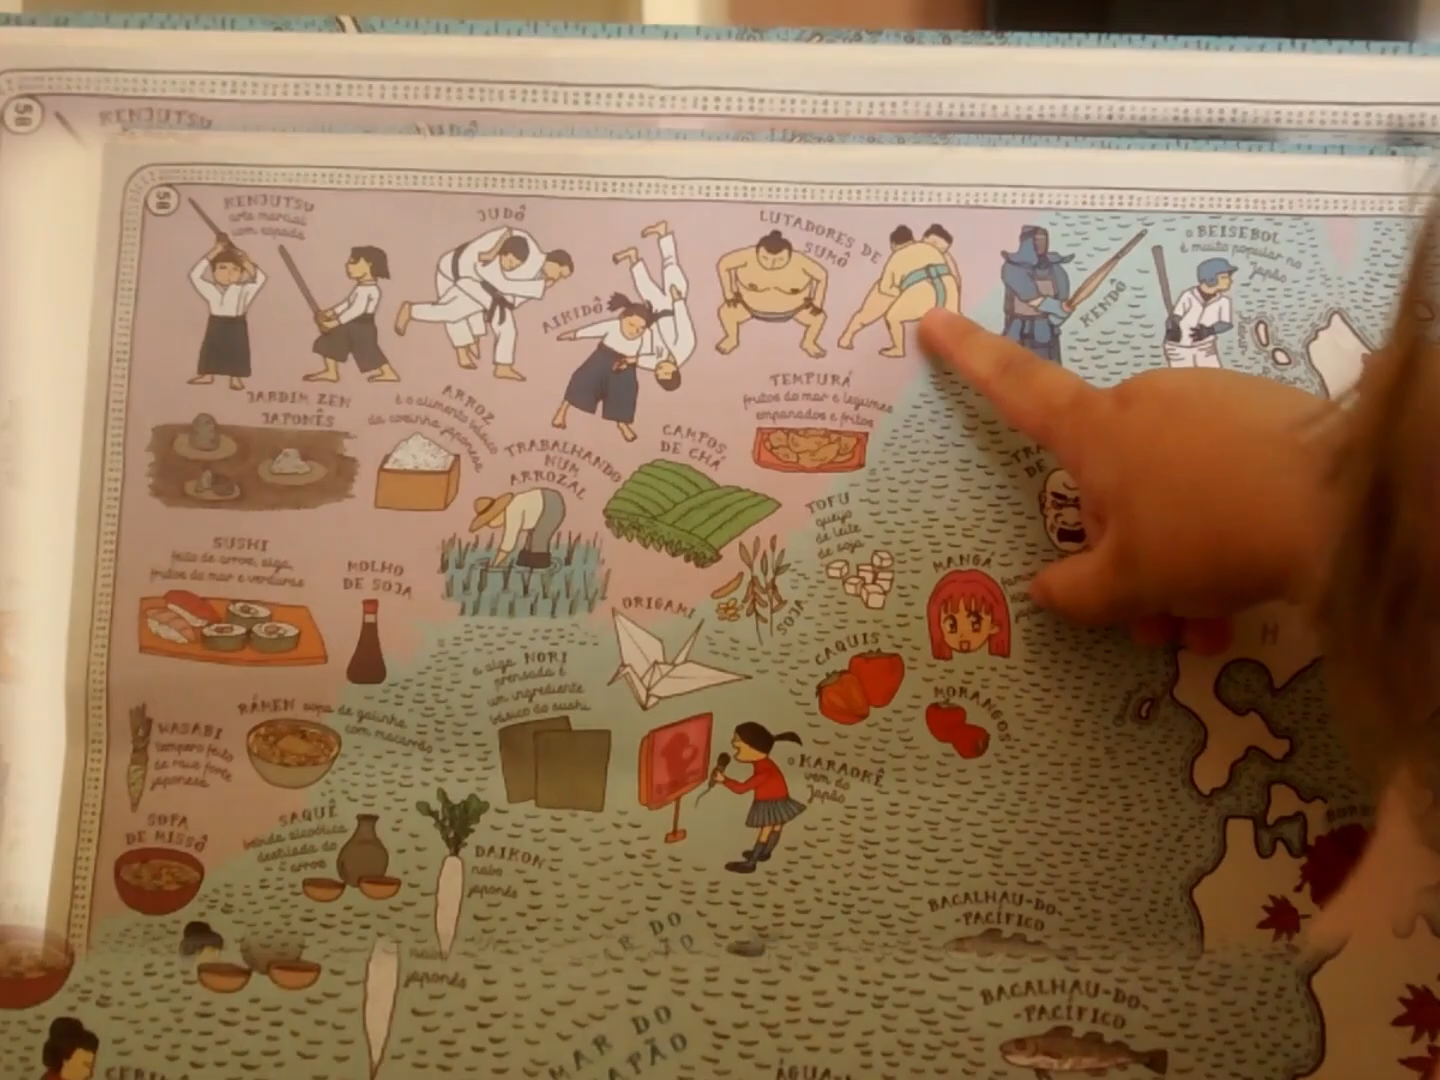 58
KENJUTSU
58
KENJUTSU
arte marcial
com espada
JUDÔ
AIKIDÔ
LUTADORES DE
SUMÔ
KENDÔ
O BEISEBOL
é muito popular no
Japão
JARDIM ZEN
JAPONÊS
ARROZ
é o alimento básico
da cozinha japonesa
TRABALHANDO
NUM
ARROZAL
CAMPOS
DE CHÁ
TEMPURÁ
frutos do mar e legumes
empanados e fritos
DE
TOFU
queijo
de leite
de soja
SOJA
MANGÁ
SUSHI
feito de arroz, alga,
frutos do mar e verduras
MOLHO
DE SOJA
ORIGAMI
CAQUIS
MORANGOS
H
NORI
a alga
prensada é
um ingrediente
básico do sushi
WASABI
tempero feito
de raiz forte
japonesa
RÁMEN sopa de galinha
com macarrão
O KARAOKÊ
vem do
Japão
SOPA
DE MISSÔ
SAQUÊ
bebida alcoólica
destilada do
arroz
DAIKON
nabo
japonês
BACALHAU-DO-
-PACÍFICO
japonês
BACALHAU-DO-
-PACÍFICO
MAR DO
JAPÃO